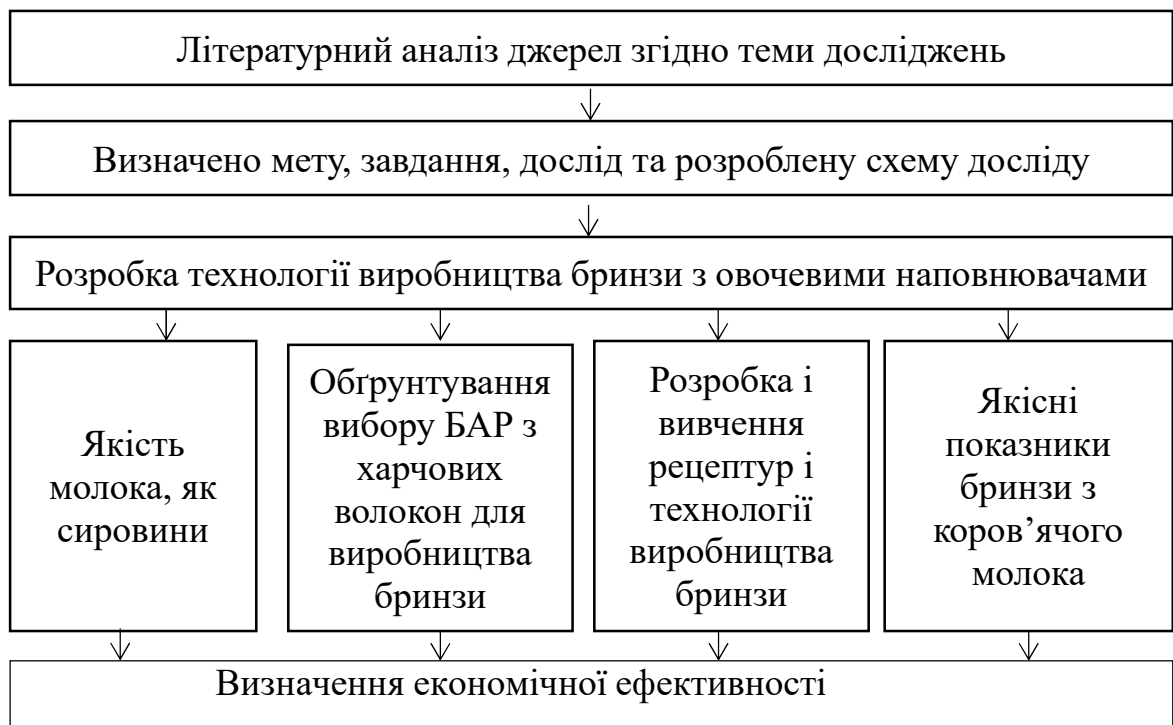 Літературний аналіз джерел згідно теми досліджень
Визначено мету, завдання, дослід та розроблену схему досліду
Розробка технології виробництва бринзи з овочевими наповнювачами
Якість
молока, як
сировини
Обґрунтування
вибору БАР з
харчових
волокон для
виробництва
бринзи
Розробка і
вивчення
рецептур і
технології
виробництва
бринзи
Якісні
показники
бринзи з
коров’ячого
молока
Визначення економічної ефективності